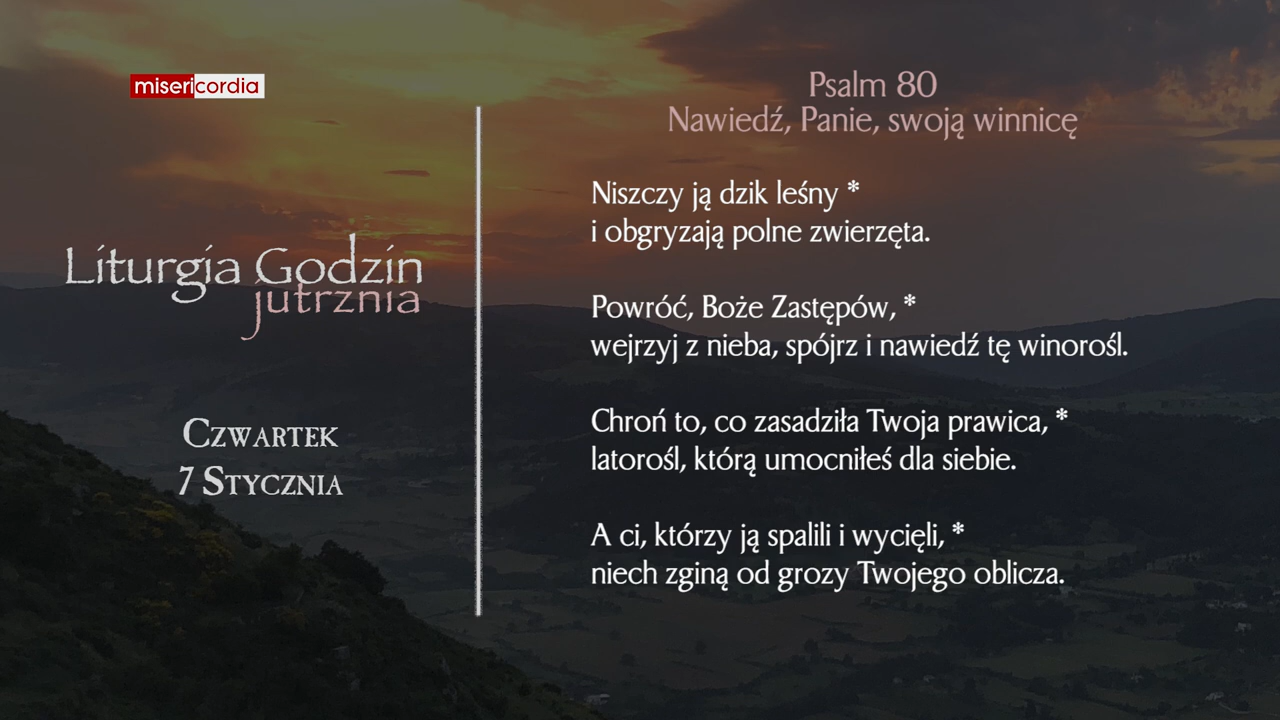 misericordia
Liturgia Godzin
jutrznia
Czwartek
7 Stycznia
Psalm 80
Nawiedź, Panie, swoją winnicę
Niszczy ją dzik leśny *
i obgryzają polne zwierzęta.
Powróć, Boże Zastępów, *
wejrzyj z nieba, spójrz i nawiedź tę winorośl.
Chroń to, co zasadziła Twoja prawica, *
latorośl, którą umocniłeś dla siebie.
A ci, którzy ją spalili i wycięli, *
niech zginą od grozy Twojego oblicza.